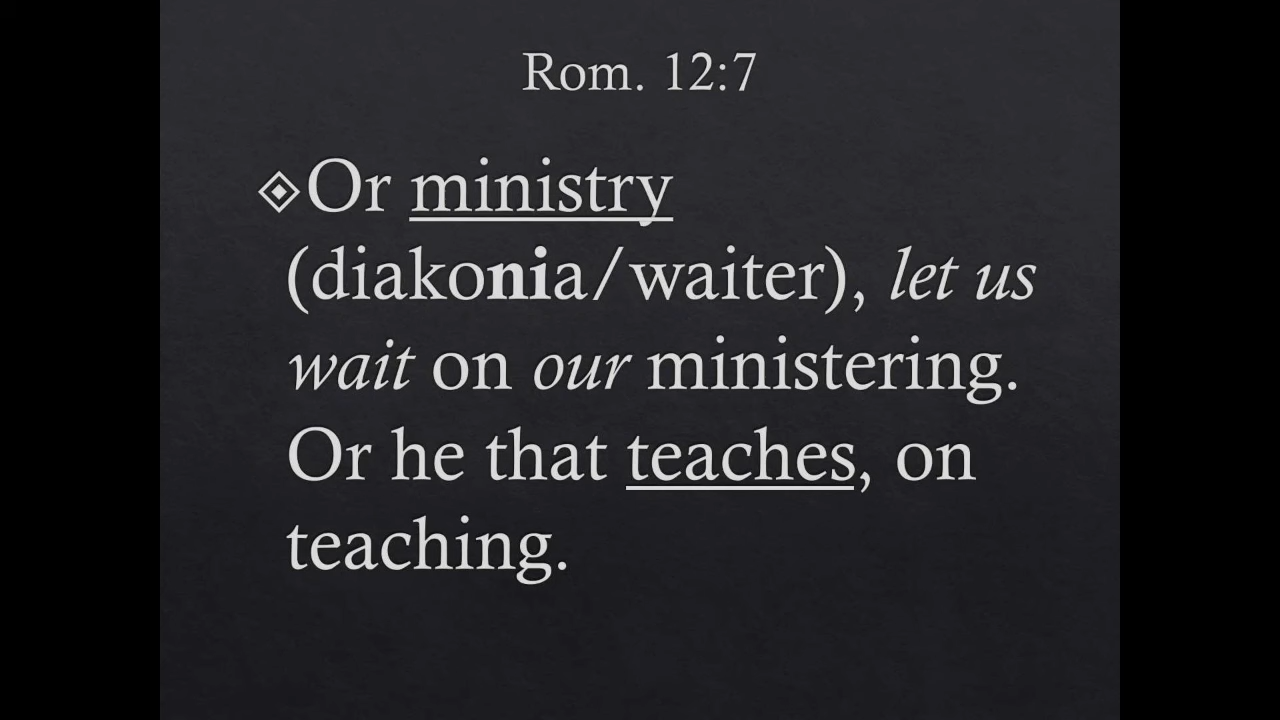 Rom. 12:7
Or ministry
(diakonia/waiter), let us
wait on our ministering.
Or he that teaches, on
teaching.